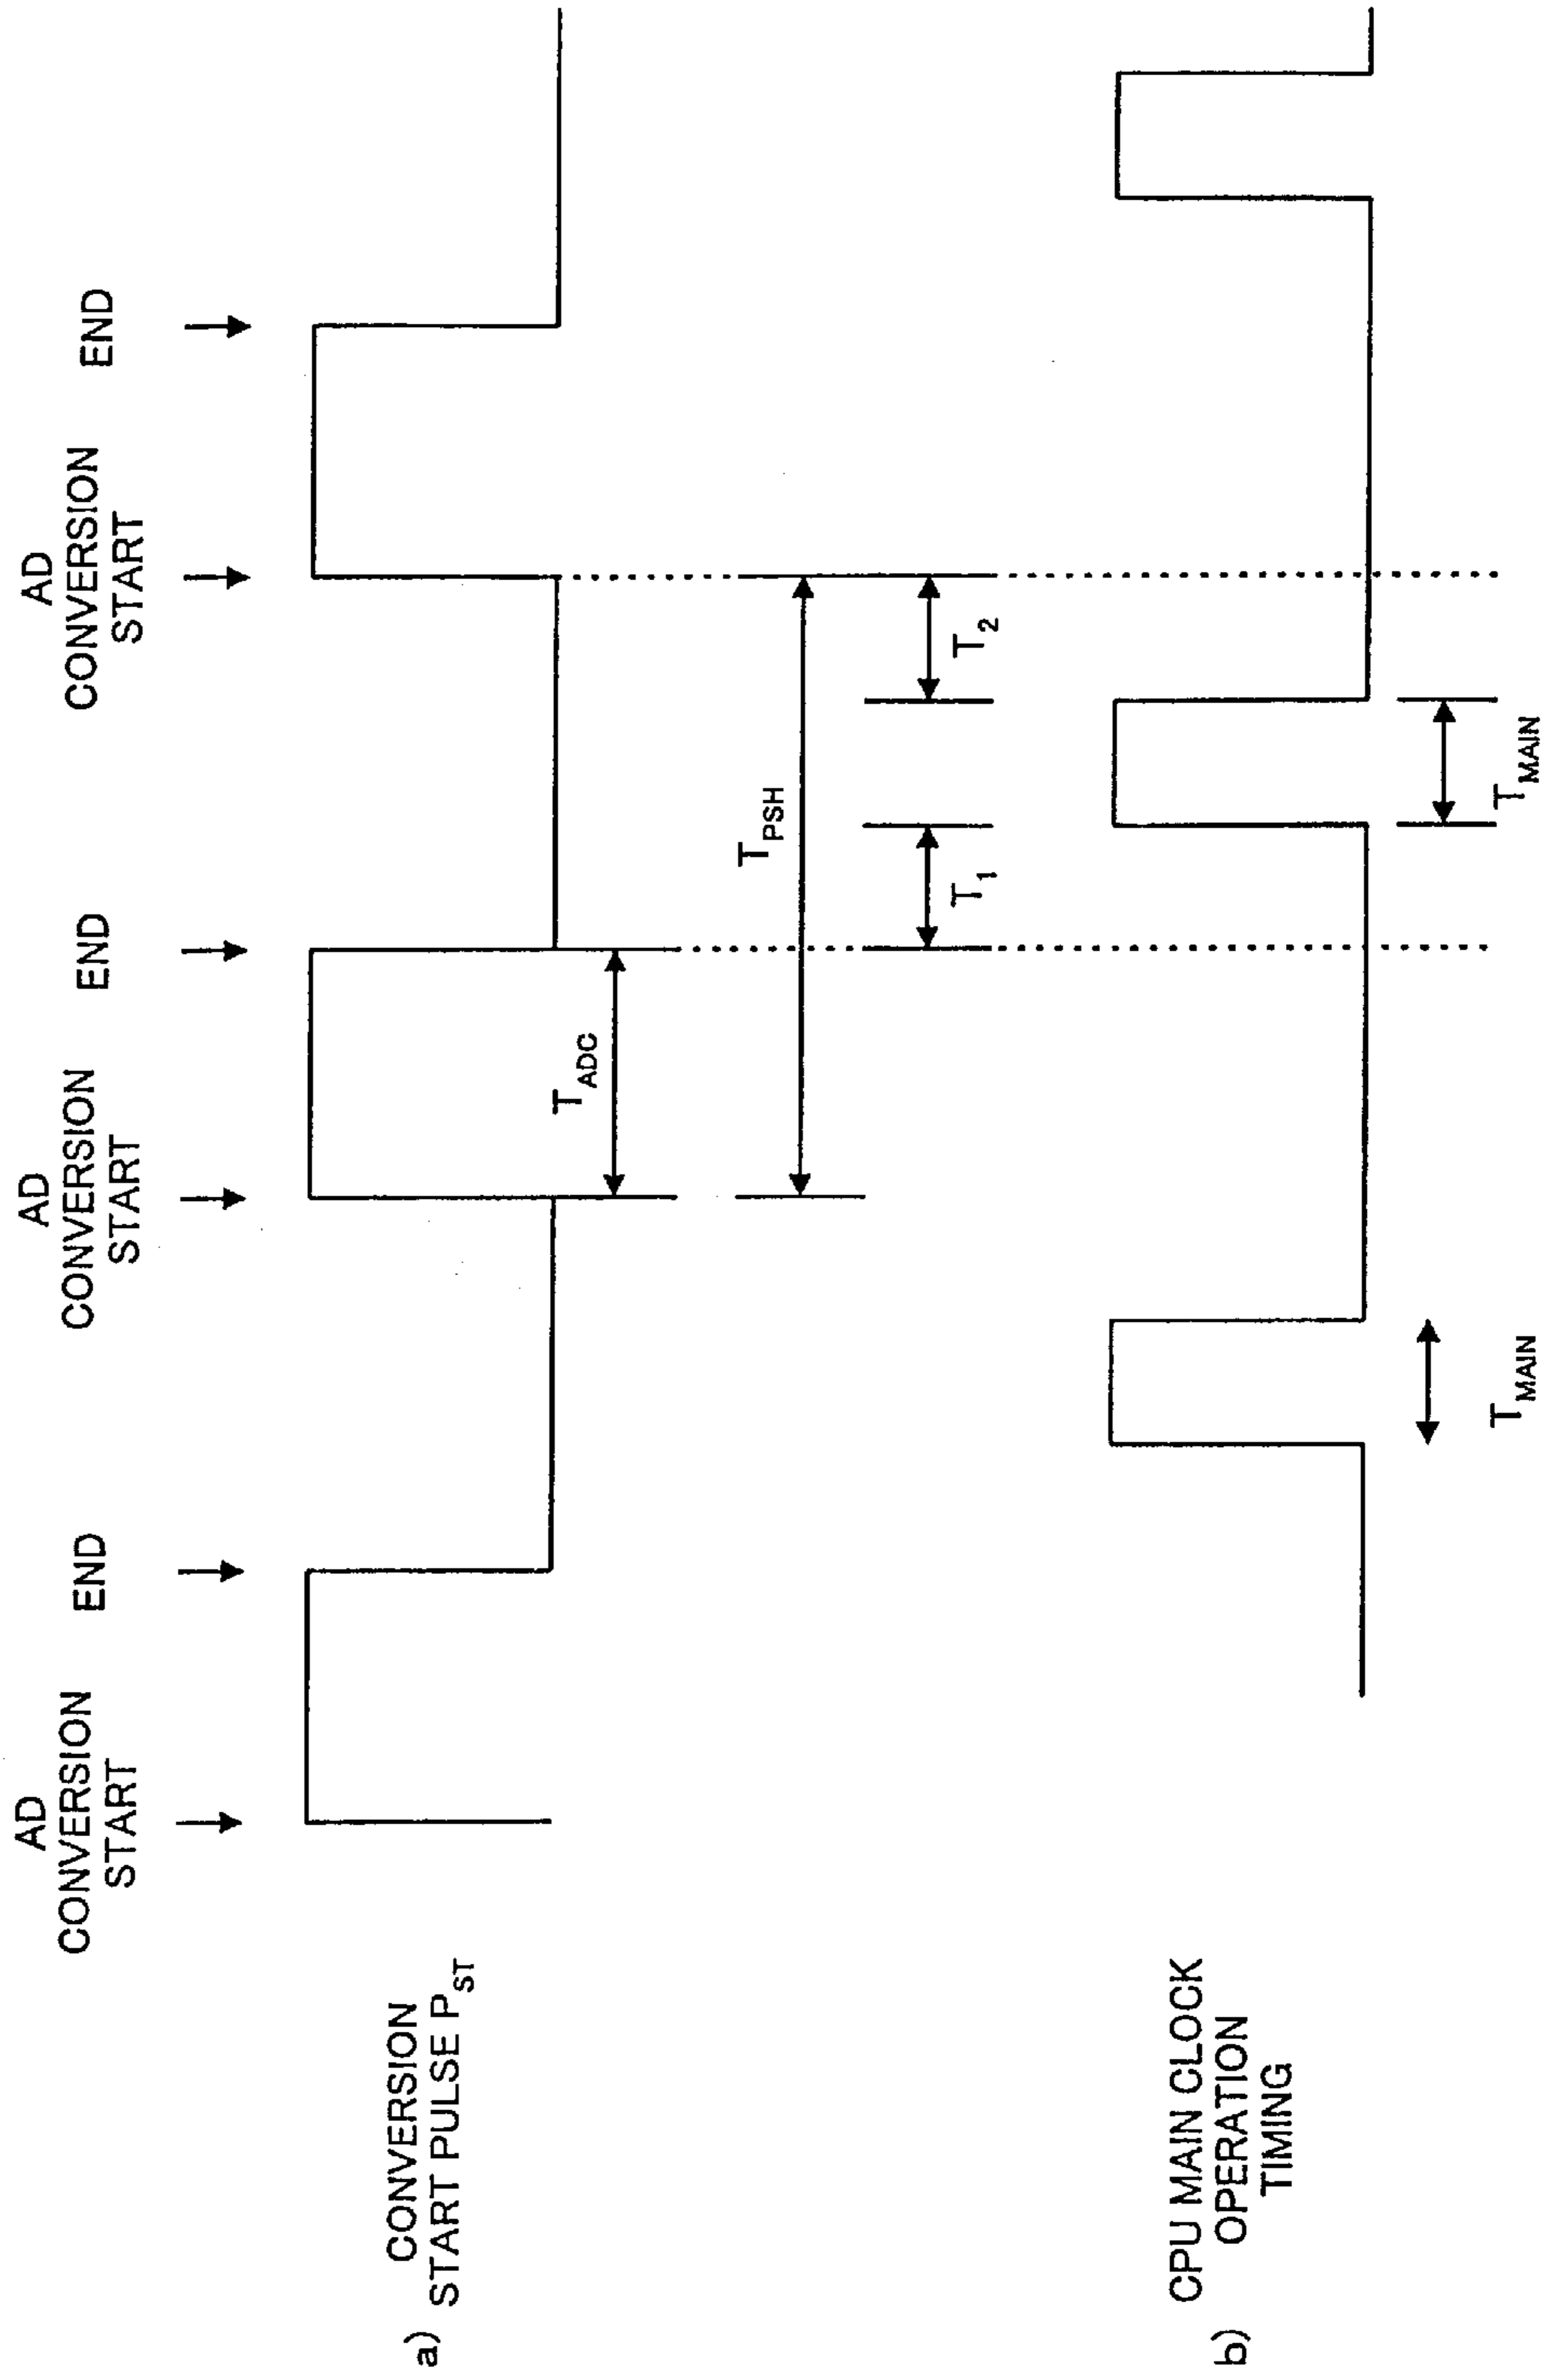 AD
CONVERSION
START
END
AD
CONVERSION
START
END
AD
CONVERSION
START
END
a)
CONVERSION
START PULSE P_ST
T_ADC
T_PSH
T_1
T_2
b)
CPU MAIN CLOCK
OPERATION
TIMING
T_MAIN
T_MAIN